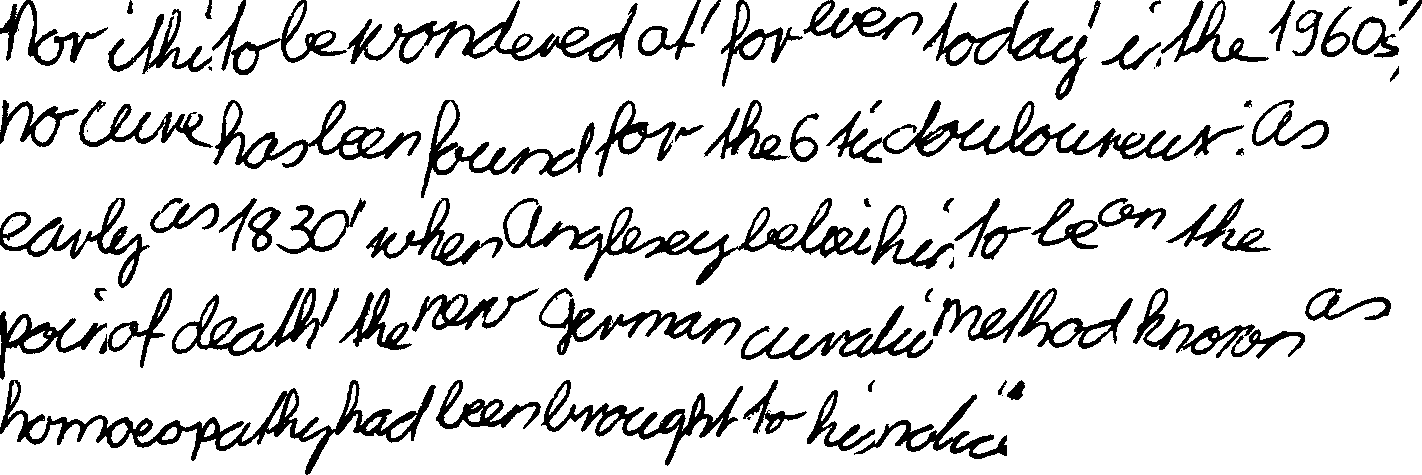 Nor is this to be wondered at, for even today, in the 1960s,
no cure has been found for the 6 tic douloureux. As
early as 1830, when Anglesey believed himself to be on the
point of death, the new German curative method known as
homoeopathy had been brought to his notice."